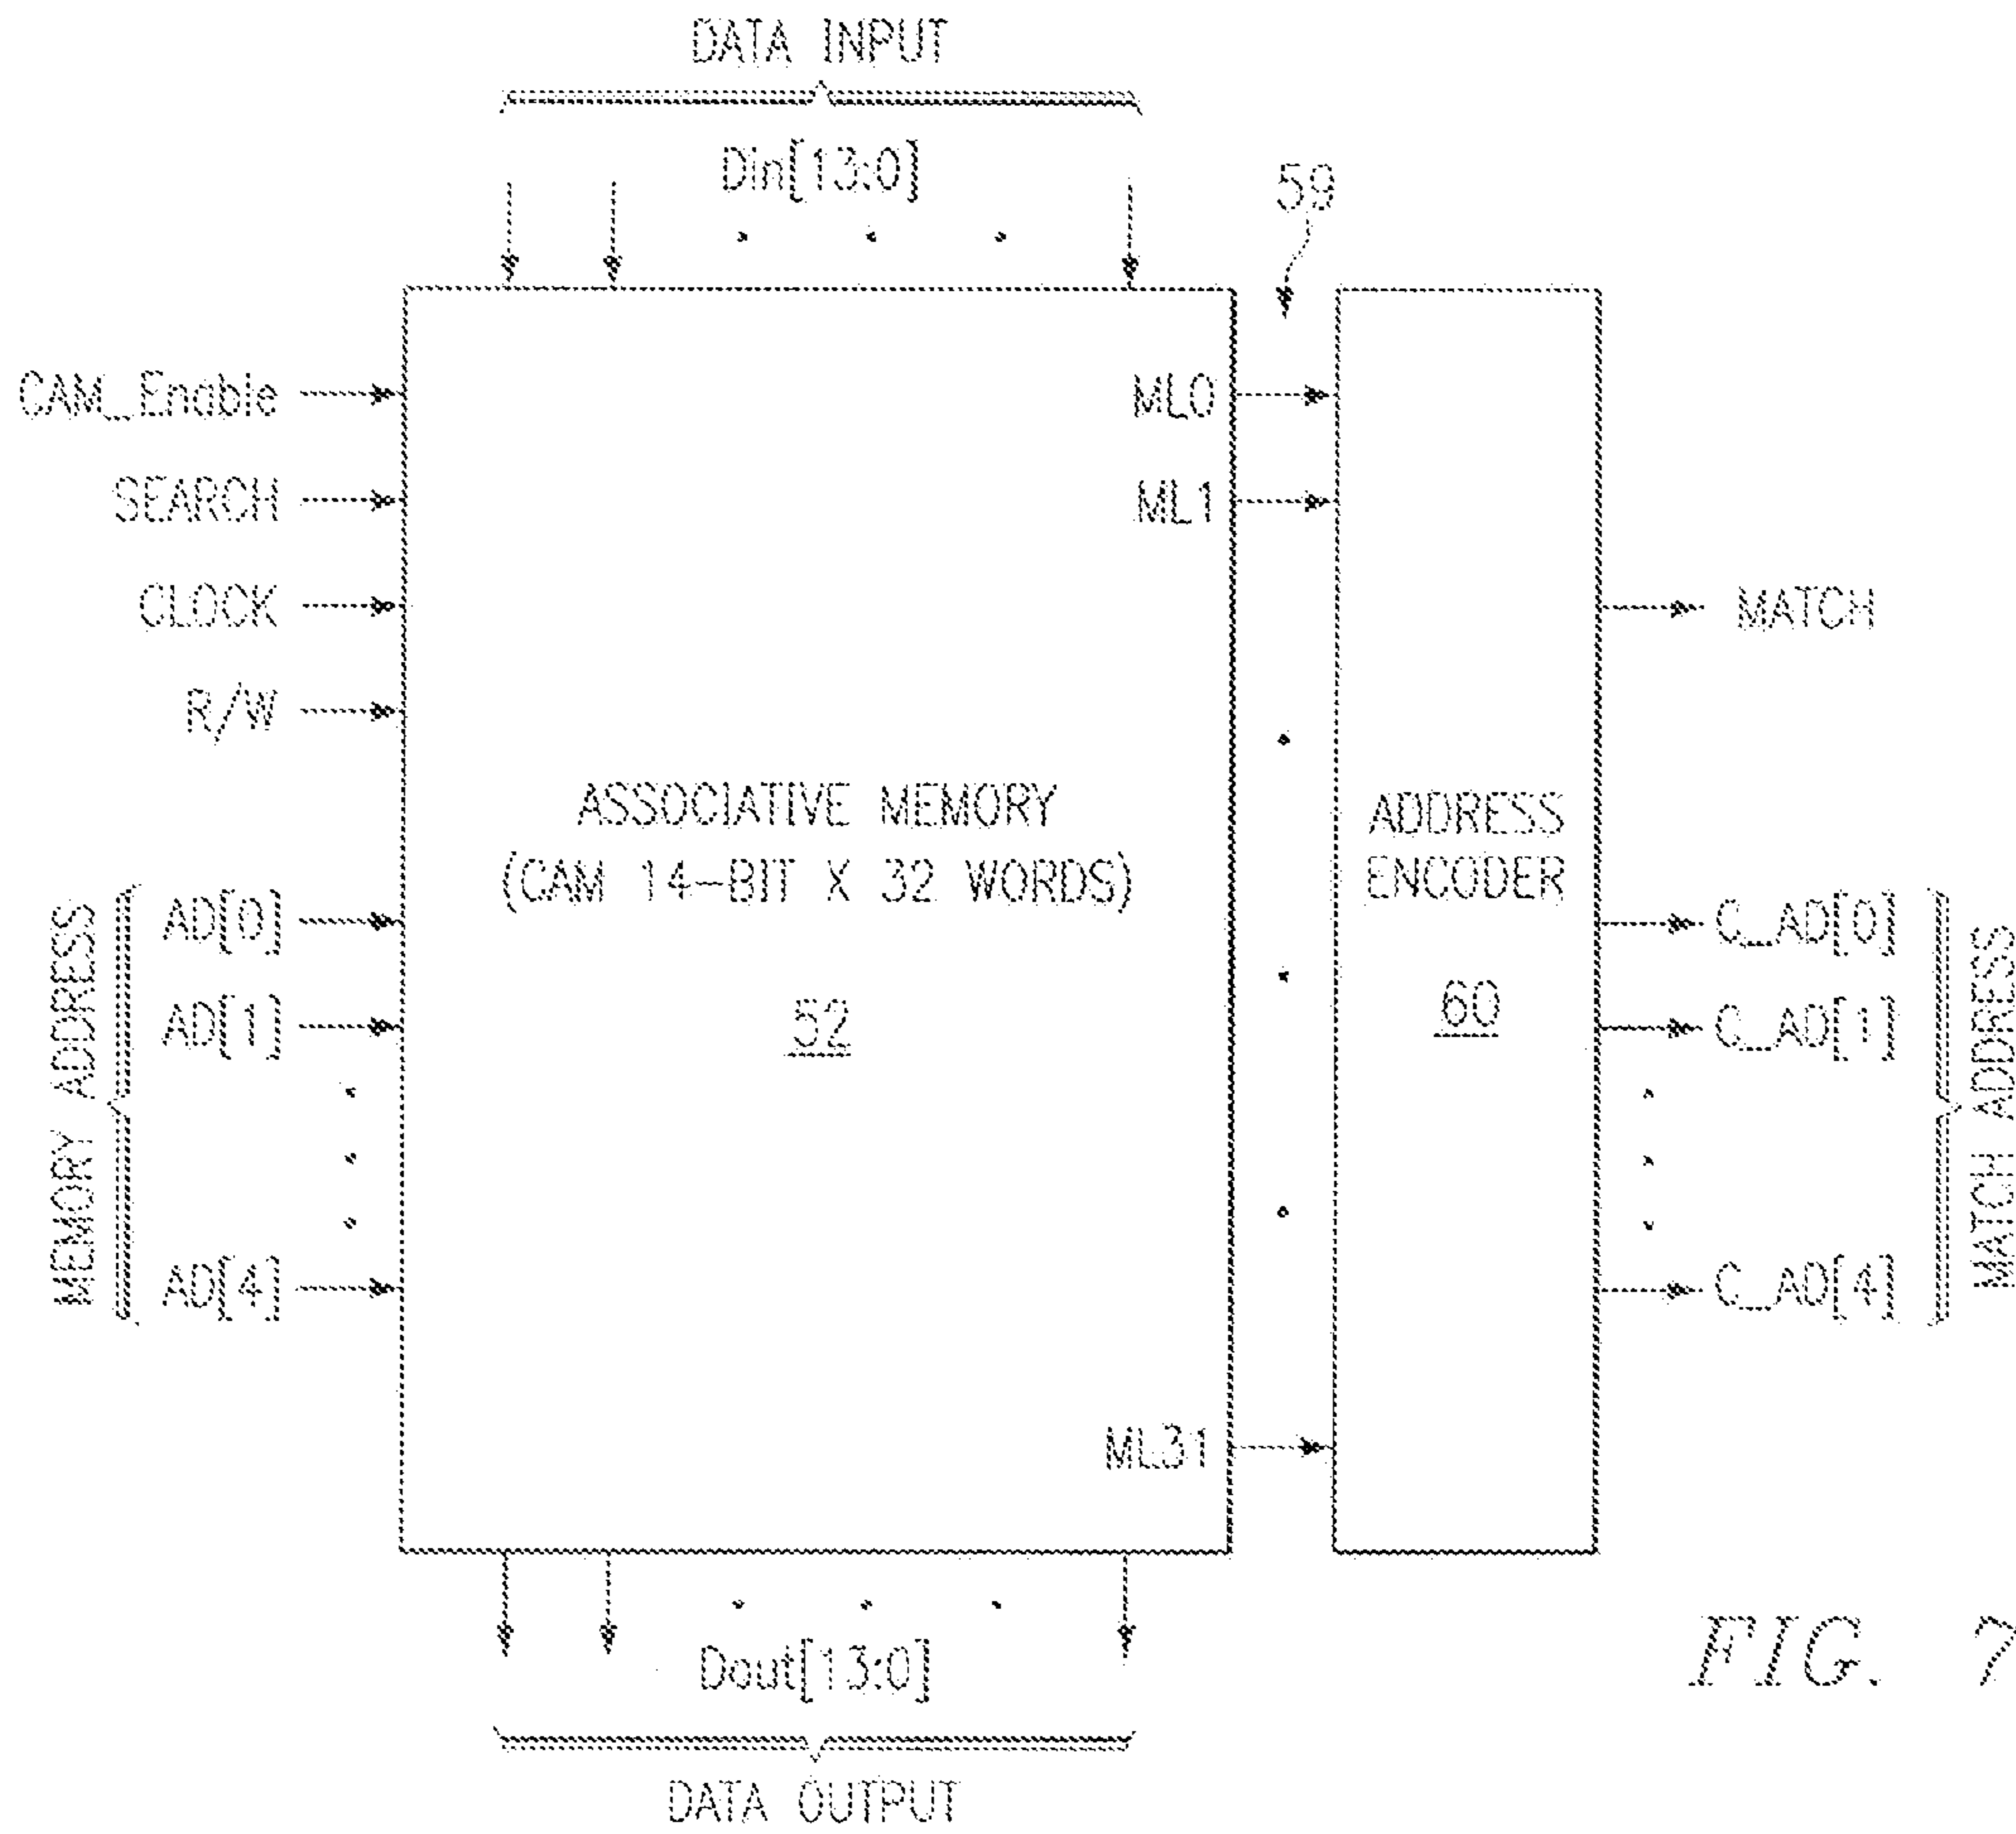 DATA INPUT
Din[13:0]
59
CAM_Enable
SEARCH
CLOCK
R/W
MEMORY ADDRESS
AD[0]
AD[1]
AD[4]
ML0
ML1
ML31
ASSOCIATIVE MEMORY
(CAM 14-BIT X 32 WORDS)
52
ADDRESS
ENCODER
60
MATCH
C_AD[0]
C_AD[1]
C_AD[4]
MATCH ADDRESS
Dout[13:0]
DATA OUTPUT
FIG. 7